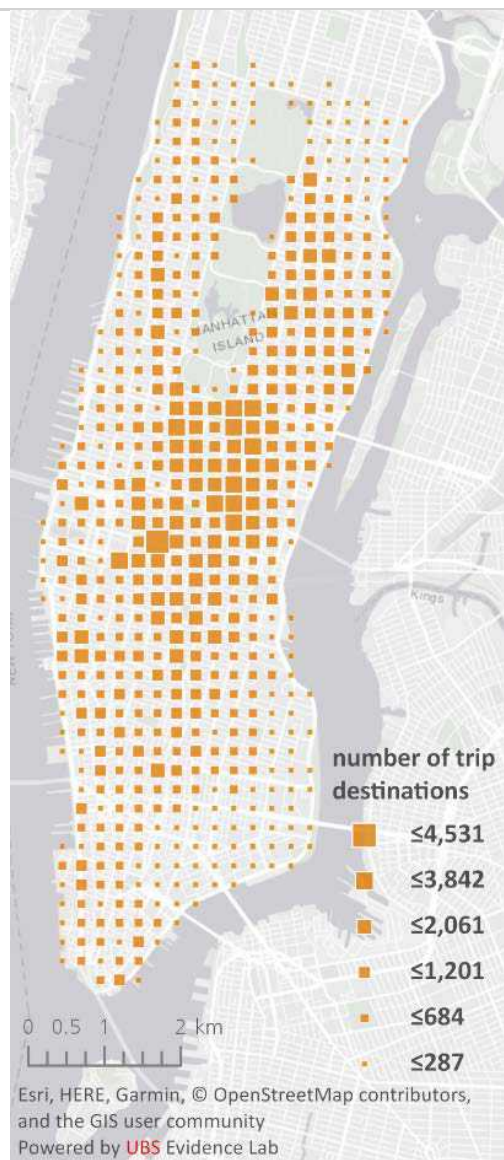 MANHATTAN
ISLAND
Kings
number of trip
destinations
≤4,531
≤3,842
≤2,061
≤1,201
≤684
≤287
0 0.5 1 2 km
Esri, HERE, Garmin, © OpenStreetMap contributors,
and the GIS user community
Powered by UBS Evidence Lab